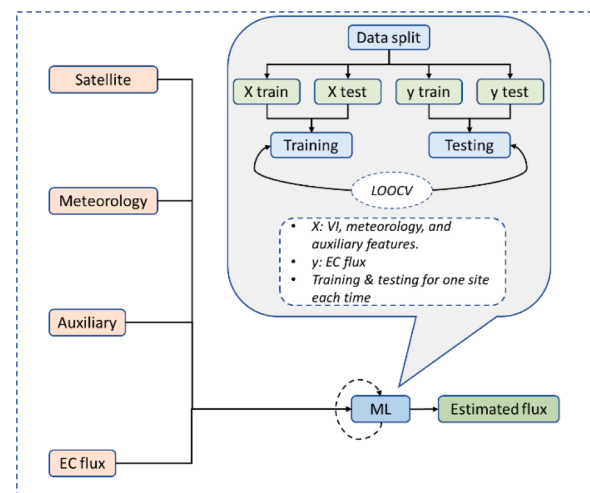 Data split
X train
X test
y train
y test
Training
Testing
LOOCV
• X: VI, meteorology, and
auxiliary features.
• y: EC flux
• Training & testing for one site
each time
Satellite
Meteorology
Auxiliary
EC flux
ML
Estimated flux